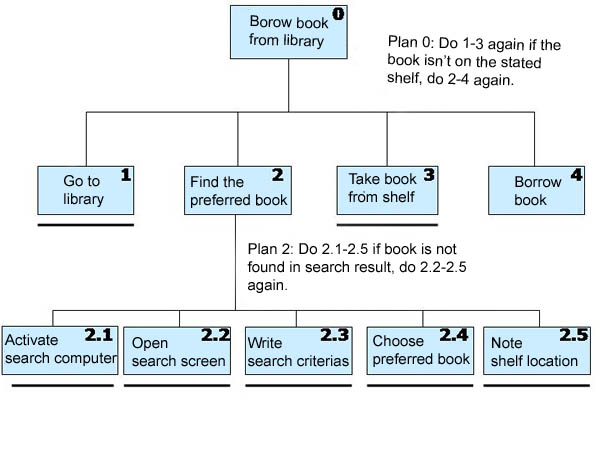 Borow book 0
from library
Plan 0: Do 1-3 again if the
book isn't on the stated
shelf, do 2-4 again.
Go to 1
library
Find the 2
preferred book
Take book 3
from shelf
Borrow 4
book
Plan 2: Do 2.1-2.5 if book is not
found in search result, do 2.2-2.5
again.
Activate 2.1
search computer
Open 2.2
search screen
Write 2.3
search criterias
Choose 2.4
preferred book
Note 2.5
shelf location